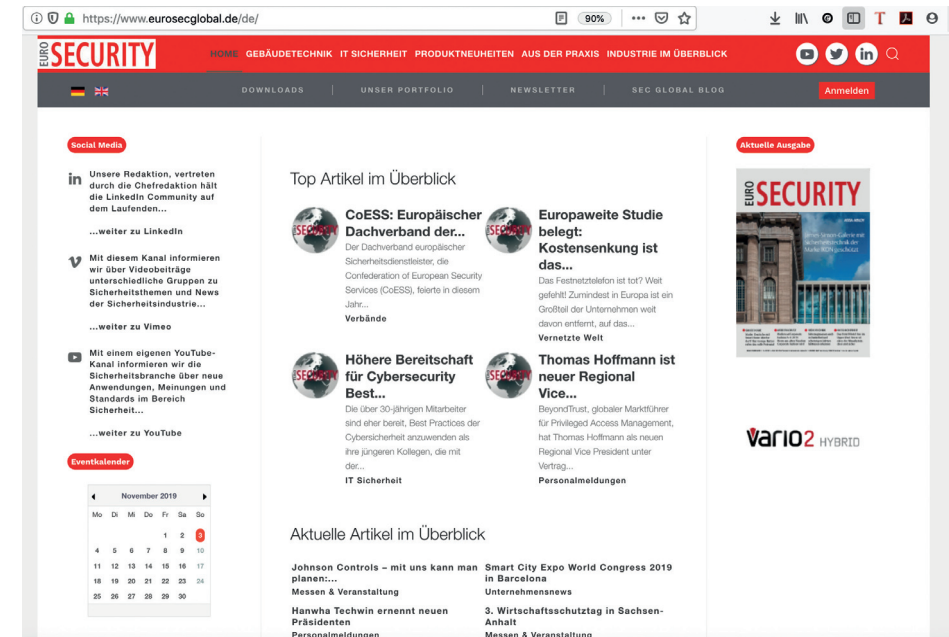 https://www.eurosecglobal.de/de/
90%
EURO SECURITY
HOME GEBÄUDETECHNIK IT SICHERHEIT PRODUKTNEUHEITEN AUS DER PRAXIS INDUSTRIE IM ÜBERBLICK
DOWNLOADS | UNSER PORTFOLIO | NEWSLETTER | SEC GLOBAL BLOG
Anmelden
Social Media
Unsere Redaktion, vertreten
durch die Chefredaktion hält
die LinkedIn Community auf
dem Laufenden...
...weiter zu LinkedIn
Mit diesem Kanal informieren
wir über Videobeiträge
unterschiedliche Gruppen zu
Sicherheitsthemen und News
der Sicherheitsindustrie...
...weiter zu Vimeo
Mit einem eigenen YouTube-
Kanal informieren wir die
Sicherheitsbranche über neue
Anwendungen, Meinungen und
Standards im Bereich
Sicherheit...
...weiter zu YouTube
Eventkalender
November 2019
Mo Di Mi Do Fr Sa So
1 2 3
4 5 6 7 8 9 10
11 12 13 14 15 16 17
18 19 20 21 22 23 24
25 26 27 28 29 30
Top Artikel im Überblick
CoESS: Europäischer
Dachverband der...
Der Dachverband europäischer
Sicherheitsdienstleister, die
Confederation of European Security
Services (CoESS), feierte in diesem
Jahr...
Verbände
Europaweite Studie
belegt:
Kostensenkung ist
das...
Das Festnetztelefon ist tot? Weit
gefehlt! Zumindest in Europa ist ein
Großteil der Unternehmen weit
davon entfernt, auf das...
Vernetzte Welt
Höhere Bereitschaft
für Cybersecurity
Best...
Die über 30-jährigen Mitarbeiter
sind eher bereit, Best Practices der
Cybersicherheit anzuwenden als
ihre jüngeren Kollegen, die mit
der...
IT Sicherheit
Thomas Hoffmann ist
neuer Regional
Vice...
BeyondTrust, globaler Marktführer
für Privileged Access Management,
hat Thomas Hoffmann als neuen
Regional Vice President unter
Vertrag...
Personalmeldungen
Aktuelle Artikel im Überblick
Johnson Controls – mit uns kann man
planen:...
Messen & Veranstaltung
Smart City Expo World Congress 2019
in Barcelona
Unternehmensnews
Hanwha Techwin ernennt neuen
Präsidenten
Personalmeldungen
3. Wirtschaftsschutztag in Sachsen-
Anhalt
Messen & Veranstaltung
Aktuelle Ausgabe
EURO SECURITY
Vario2 HYBRID